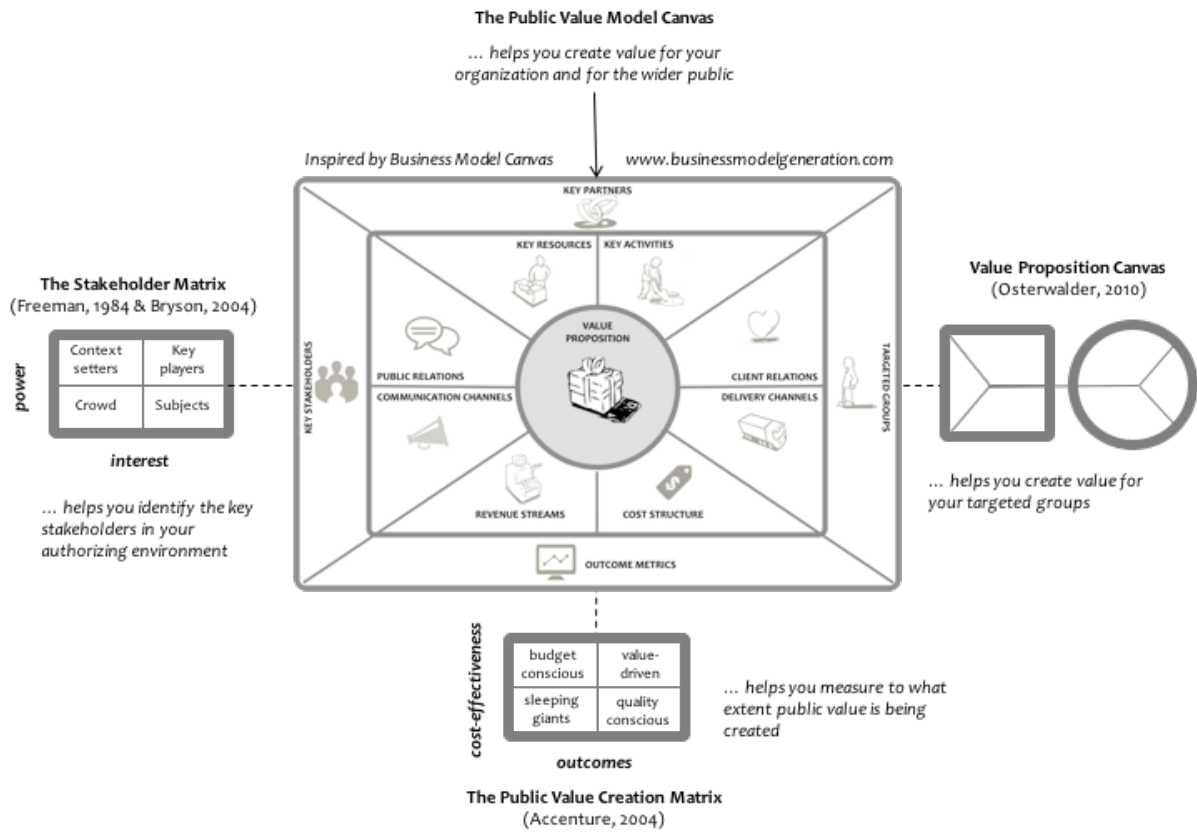 The Public Value Model Canvas
... helps you create value for your
organization and for the wider public
Inspired by Business Model Canvas
www.businessmodelgeneration.com
KEY PARTNERS
KEY RESOURCES
KEY ACTIVITIES
VALUE
PROPOSITION
PUBLIC RELATIONS
COMMUNICATION CHANNELS
CLIENT RELATIONS
DELIVERY CHANNELS
REVENUE STREAMS
COST STRUCTURE
KEY STAKEHOLDERS
TARGETED GROUPS
OUTCOME METRICS
The Stakeholder Matrix
(Freeman, 1984 & Bryson, 2004)
power
Context
setters
Key
players
Crowd
Subjects
interest
... helps you identify the key
stakeholders in your
authorizing environment
Value Proposition Canvas
(Osterwalder, 2010)
... helps you create value for
your targeted groups
cost-effectiveness
budget
conscious
value-
driven
sleeping
giants
quality
conscious
outcomes
... helps you measure to what
extent public value is being
created
The Public Value Creation Matrix
(Accenture, 2004)